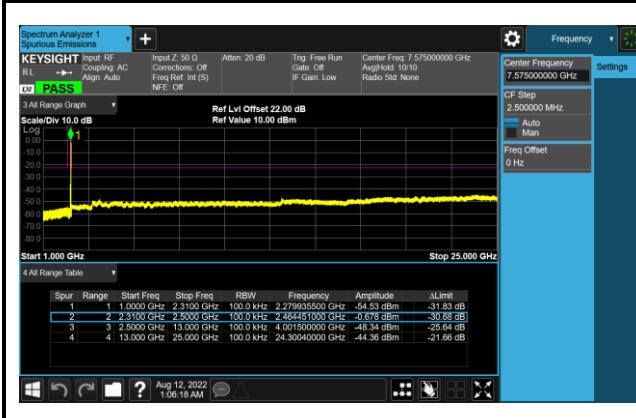 Spectrum Analyzer 1
Spurious Emissions
Frequency
KEYSIGHT
Input: RF
Input Z: 50 Ω
Atten: 20 dB
Trig: Free Run
Center Freq: 7.575000000 GHz
RL
Coupling: AC
Corrections: Off
Gate: Off
Avg|Hold: 10/10
Align: Auto
Freq Ref: Int (S)
IF Gain: Low
Radio Std: None
NFE: Off
LXI
PASS
Center Frequency
7.575000000 GHz
Settings
CF Step
2.500000 MHz
Auto
Man
Freq Offset
0 Hz
3 All Range Graph
Ref Lvl Offset 22.00 dB
Scale/Div 10.0 dB
Ref Value 10.00 dBm
Log
1
0.00
-10.0
-20.0
-30.0
-40.0
-50.0
-60.0
-70.0
-80.0
Start 1.000 GHz
Stop 25.000 GHz
4 All Range Table
Spur Range Start Freq Stop Freq RBW Frequency Amplitude ΔLimit
1 1 1.0000 GHz 2.3100 GHz 100.0 kHz 2.279935500 GHz -54.53 dBm -31.83 dB
2 2 2.3100 GHz 2.5000 GHz 100.0 kHz 2.464451000 GHz -0.678 dBm -30.68 dB
3 3 2.5000 GHz 13.000 GHz 100.0 kHz 4.001500000 GHz -48.34 dBm -25.64 dB
4 4 13.000 GHz 25.000 GHz 100.0 kHz 24.30040000 GHz -44.36 dBm -21.66 dB
?
Aug 12, 2022
1:06:18 AM